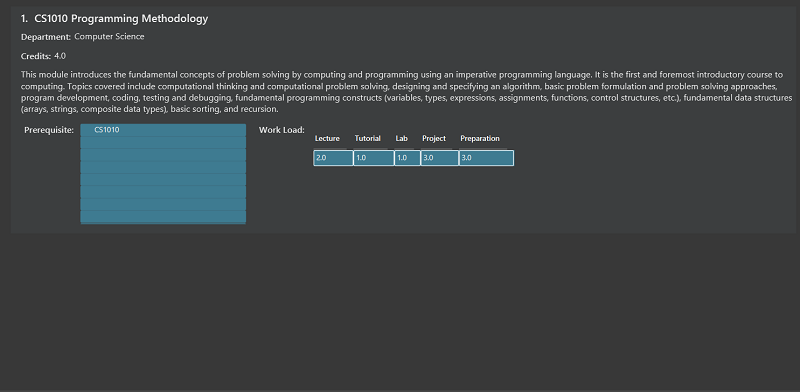 1. CS1010 Programming Methodology
Department: Computer Science
Credits: 4.0
This module introduces the fundamental concepts of problem solving by computing and programming using an imperative programming language. It is the first and foremost introductory course to
computing. Topics covered include computational thinking and computational problem solving, designing and specifying an algorithm, basic problem formulation and problem solving approaches,
program development, coding, testing and debugging, fundamental programming constructs (variables, types, expressions, assignments, functions, control structures, etc.), fundamental data structures
(arrays, strings, composite data types), basic sorting, and recursion.
Prerequisite: CS1010 Work Load:
Lecture Tutorial Lab Project Preparation
2.0 1.0 1.0 3.0 3.0